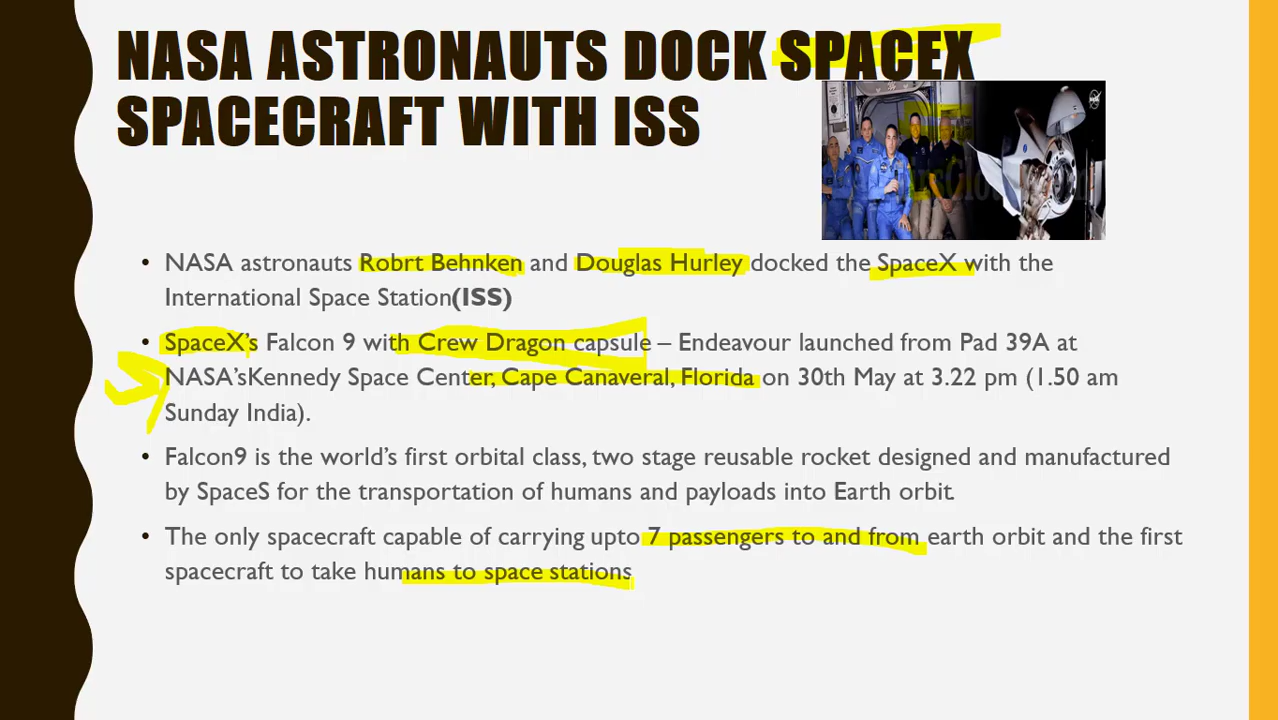 NASA ASTRONAUTS DOCK SPACEX
SPACECRAFT WITH ISS
• NASA astronauts Robrt Behnken and Douglas Hurley docked the SpaceX with the
International Space Station(ISS)
• SpaceX's Falcon 9 with Crew Dragon capsule – Endeavour launched from Pad 39A at
NASA'sKennedy Space Center, Cape Canaveral, Florida on 30th May at 3.22 pm (1.50 am
Sunday India).
• Falcon9 is the world's first orbital class, two stage reusable rocket designed and manufactured
by SpaceS for the transportation of humans and payloads into Earth orbit.
• The only spacecraft capable of carrying upto 7 passengers to and from earth orbit and the first
spacecraft to take humans to space stations